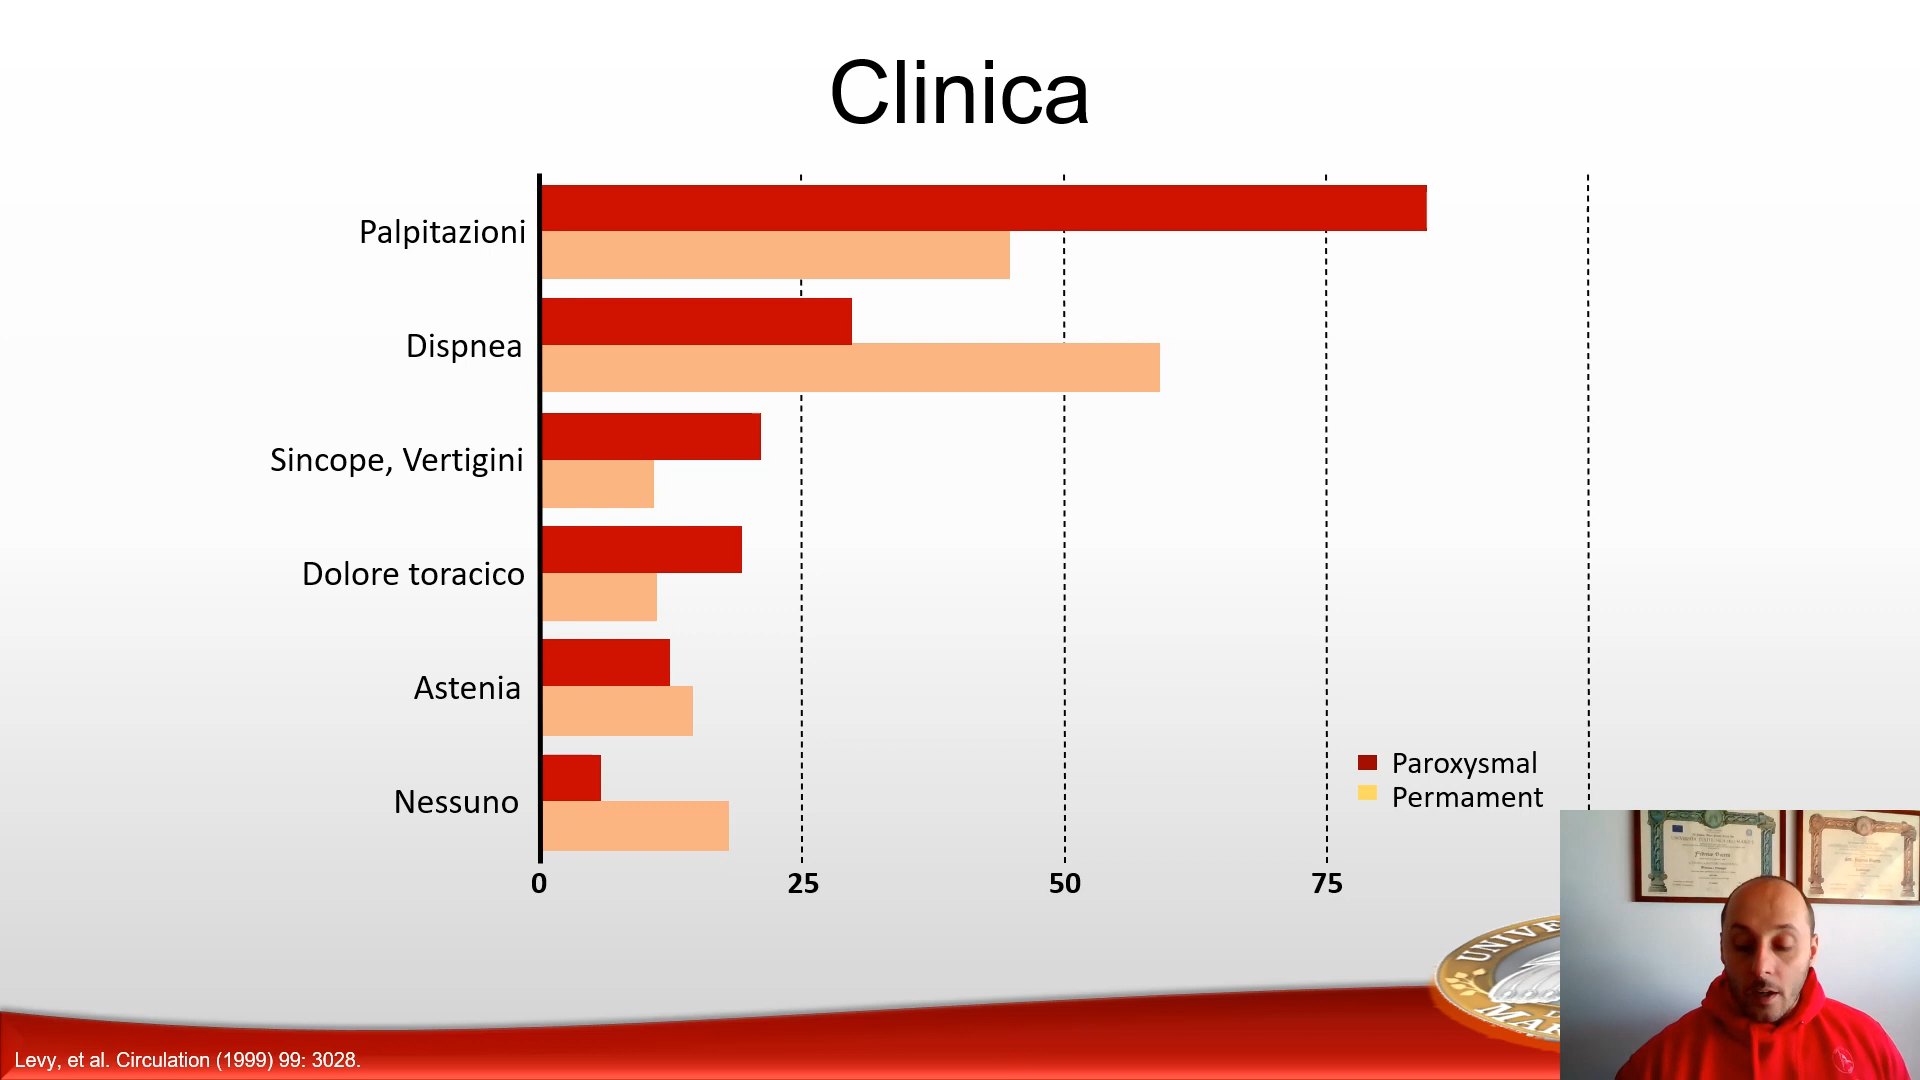 Clinica
Palpitazioni
Dispnea
Sincope, Vertigini
Dolore toracico
Astenia
Nessuno
Paroxysmal
Permament
0 25 50 75
Levy, et al. Circulation (1999) 99: 3028.